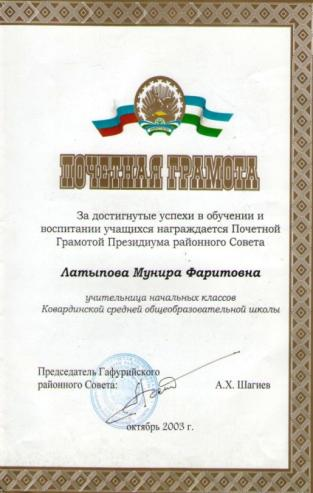 ПОЧЕТНАЯ ГРАМОТА
За достигнутые успехи в обучении и
воспитании учащихся награждается Почетной
Грамотой Президиума районного Совета
Латыпова Мунира Фаритовна
учительница начальных классов
Ковардинской средней общеобразовательной школы
Председатель Гафурийского
районного Совета:
А.Х. Шагиев
октябрь 2003 г.